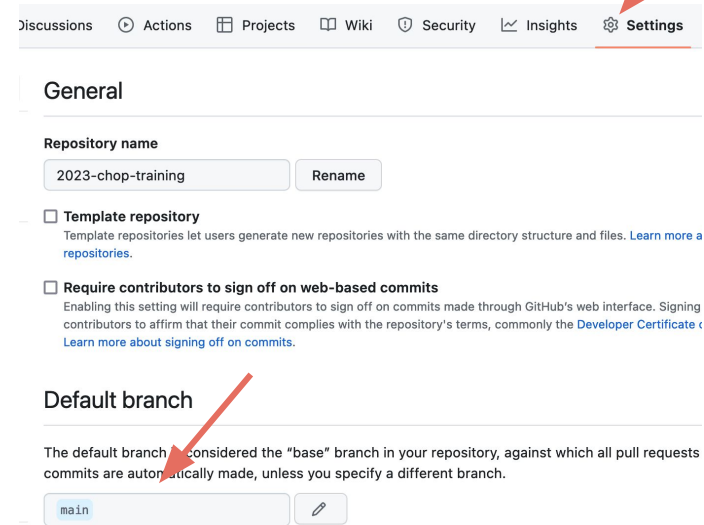 Discussions Actions Projects Wiki Security Insights Settings
General
Repository name
2023-chop-training Rename
Template repository
Template repositories let users generate new repositories with the same directory structure and files. Learn more a
repositories.
Require contributors to sign off on web-based commits
Enabling this setting will require contributors to sign off on commits made through GitHub's web interface. Signing
contributors to affirm that their commit complies with the repository's terms, commonly the Developer Certificate
Learn more about signing off on commits.
Default branch
The default branch considered the “base” branch in your repository, against which all pull requests
commits are automatically made, unless you specify a different branch.
main